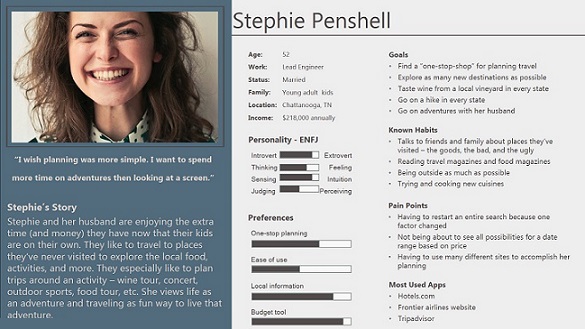 Stephie Penshell
"I wish planning was more simple. I want to spend
more time on adventures then looking at a screen."
Stephie's Story
Stephie and her husband are enjoying the extra
time (and money) they have now that their kids
are on their own. They like to travel to places
they've never visited to explore the local food,
activities, and more. They especially like to plan
trips around an activity – wine tour, concert,
outdoor sports, food tour, etc. She views life as
an adventure and traveling as fun way to live that
adventure.
Age: 52
Work: Lead Engineer
Status: Married
Family: Young adult kids
Location: Chattanooga, TN
Income: $218,000 annually
Personality - ENFJ
Introvert Extrovert
Thinking Feeling
Sensing Intuition
Judging Perceiving
Preferences
One-stop planning
Ease of use
Local information
Budget tool
Goals
• Find a "one-stop-shop" for planning travel
• Explore as many new destinations as possible
• Taste wine from a local vineyard in every state
• Go on a hike in every state
• Go on adventures with her husband
Known Habits
• Talks to friends and family about places they've
visited – the goods, the bad, and the ugly
• Reading travel magazines and food magazines
• Being outside as much as possible
• Trying and cooking new cuisines
Pain Points
• Having to restart an entire search because one
factor changed
• Not being about to see all possibilities for a date
range based on price
• Having to use many different sites to accomplish her
planning
Most Used Apps
• Hotels.com
• Frontier airlines website
• Tripadvisor